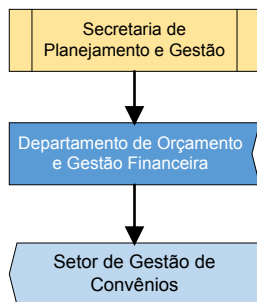 Secretaria de
Planejamento e Gestão
Departamento de Orçamento
e Gestão Financeira
Setor de Gestão de
Convênios